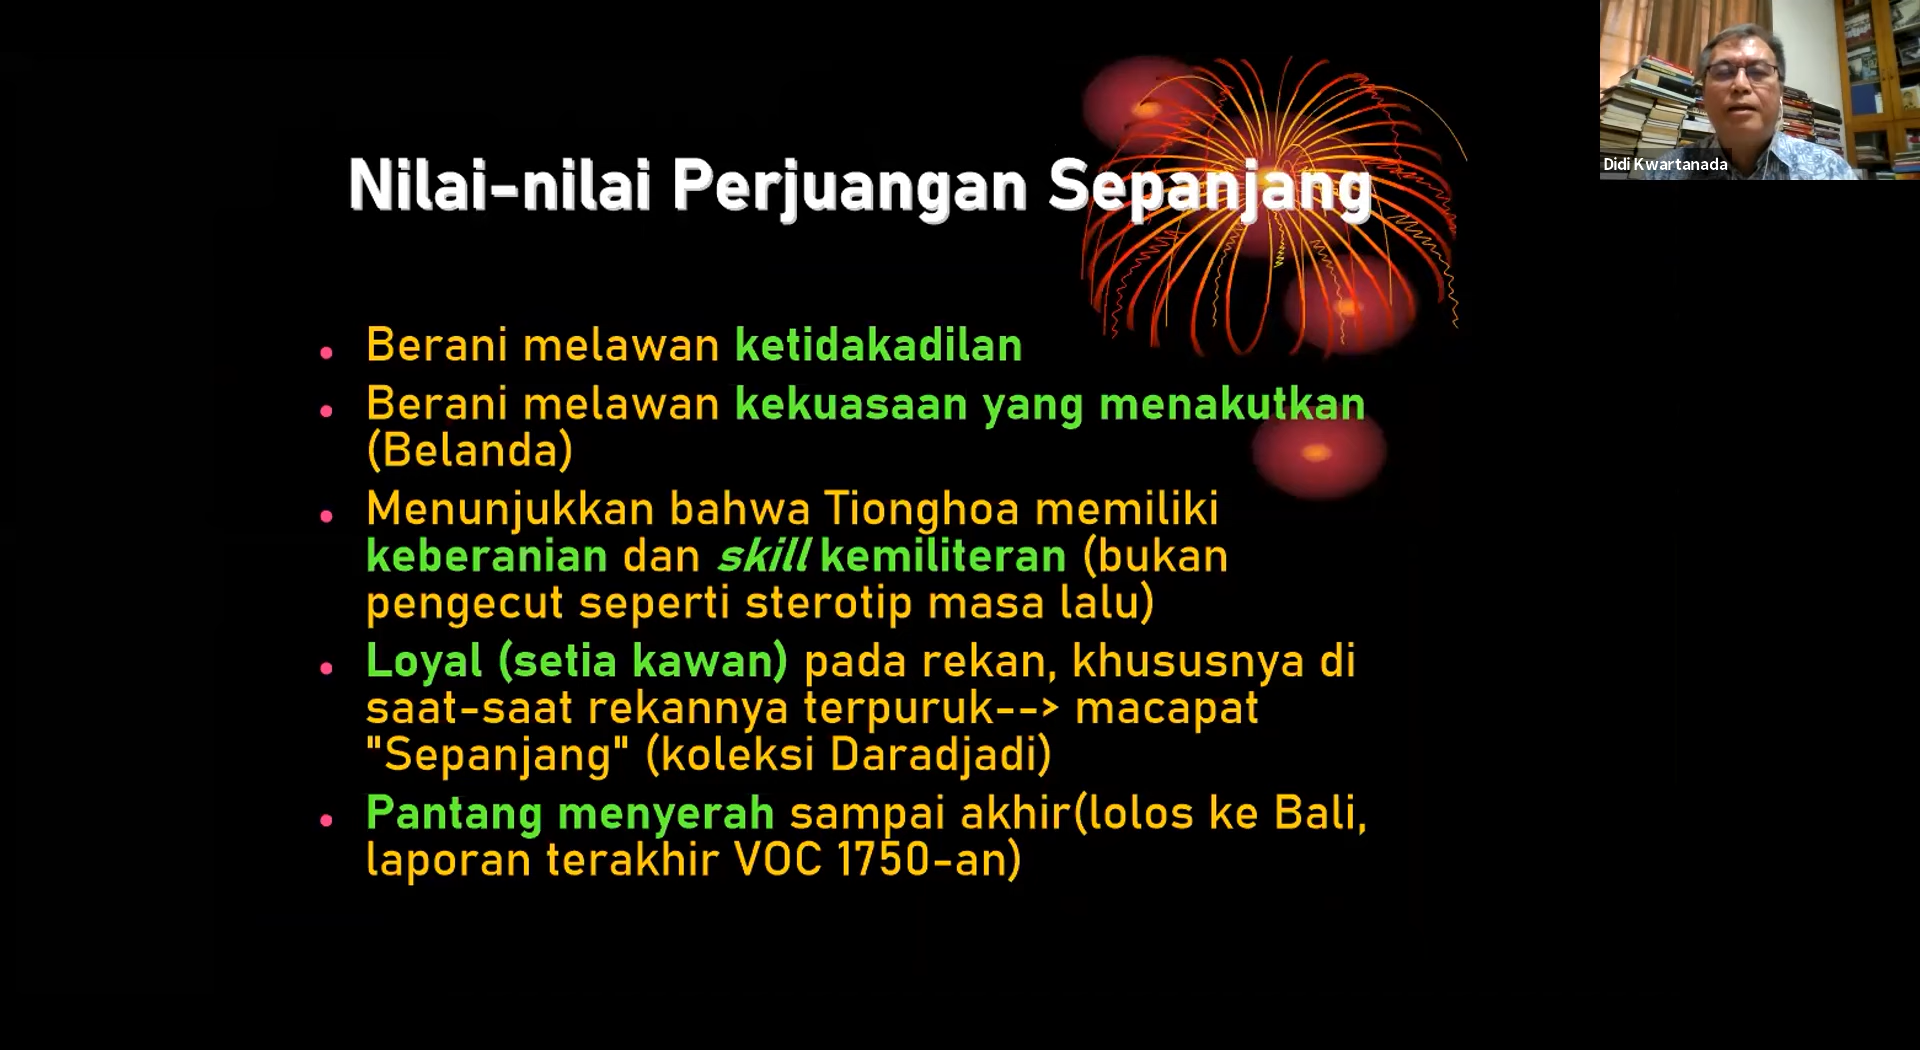 Nilai-nilai Perjuangan Sepanjang
Didi Kwartanada
• Berani melawan ketidakadilan
• Berani melawan kekuasaan yang menakutkan
(Belanda)
• Menunjukkan bahwa Tionghoa memiliki
keberanian dan skill kemiliteran (bukan
pengecut seperti sterotip masa lalu)
• Loyal (setia kawan) pada rekan, khususnya di
saat-saat rekannya terpuruk--> macapat
"Sepanjang" (koleksi Daradjadi)
• Pantang menyerah sampai akhir(lolos ke Bali,
laporan terakhir VOC 1750-an)